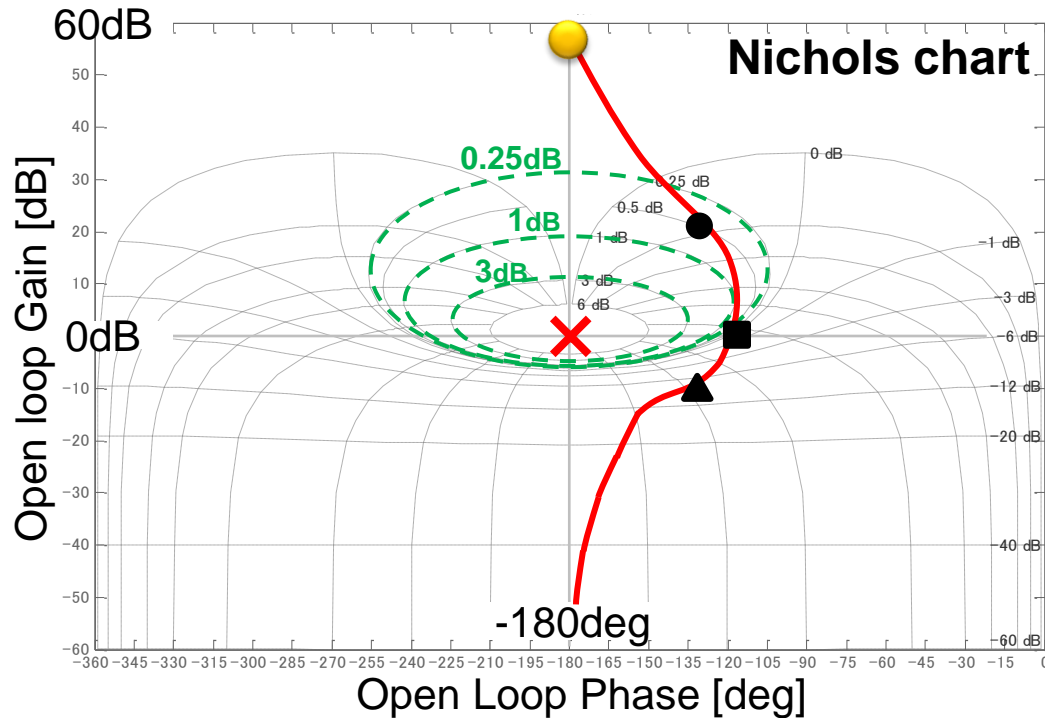 60dB
Nichols chart
50
40
0 dB
0.25dB
30
0.25 dB
0.5 dB
1dB
20
1 dB
-1 dB
3dB
10
3 dB
-3 dB
6 dB
0dB
-6 dB
-10
-12 dB
-20
-20 dB
-30
-40
-40 dB
-50
-180deg
-60
-60 dB
-360 -345 -330 -315 -300 -285 -270 -255 -240 -225 -210 -195 -180 -165 -150 -135 -120 -105 -90 -75 -60 -45 -30 -15 0
Open Loop Phase [deg]
Open loop Gain [dB]